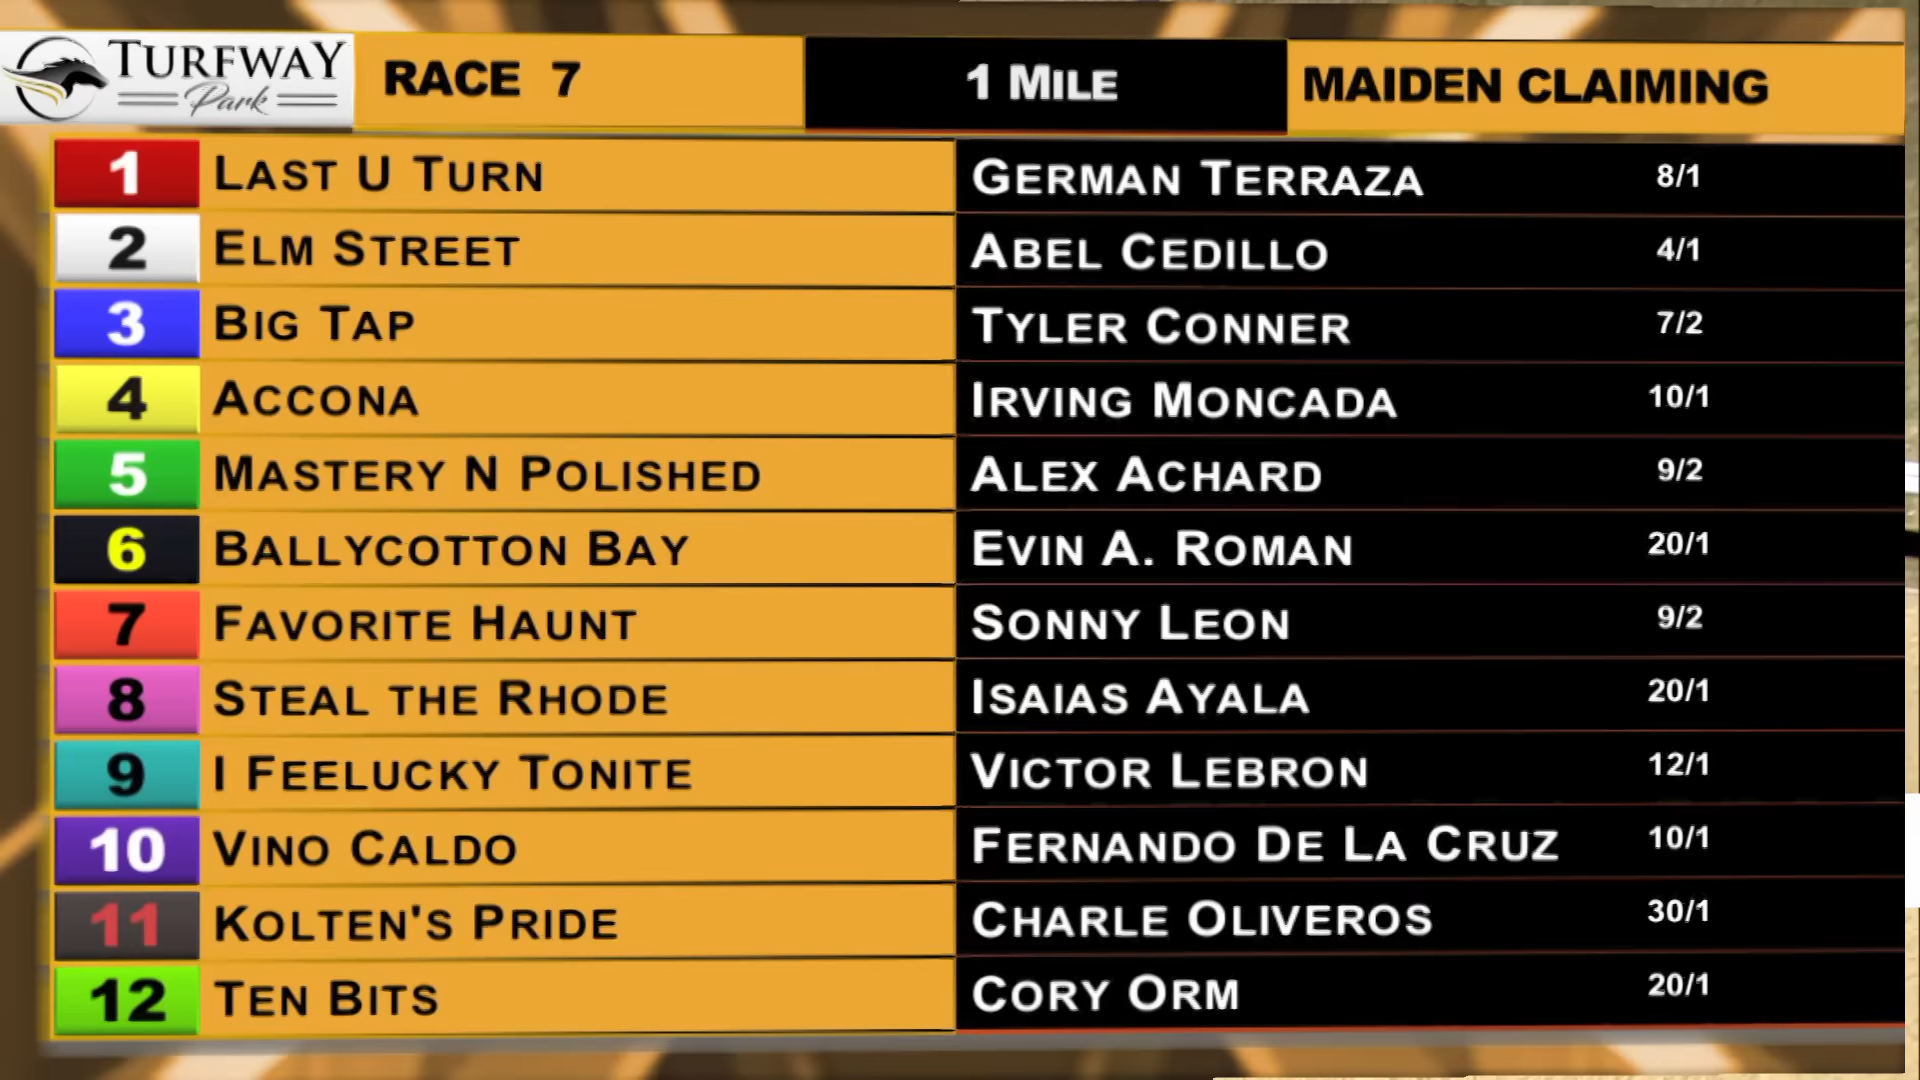 TURFWAY Park RACE 7 1 MILE MAIDEN CLAIMING
1 LAST U TURN GERMAN TERRAZA 8/1
2 ELM STREET ABEL CEDILLO 4/1
3 BIG TAP TYLER CONNER 7/2
4 ACCONA IRVING MONCADA 10/1
5 MASTERY N POLISHED ALEX ACHARD 9/2
6 BALLYCOTTON BAY EVIN A. ROMAN 20/1
7 FAVORITE HAUNT SONNY LEON 9/2
8 STEAL THE RHODE ISAIAS AYALA 20/1
9 I FEELUCKY TONITE VICTOR LEBRON 12/1
10 VINO CALDO FERNANDO DE LA CRUZ 10/1
11 KOLTEN'S PRIDE CHARLE OLIVEROS 30/1
12 TEN BITS CORY ORM 20/1